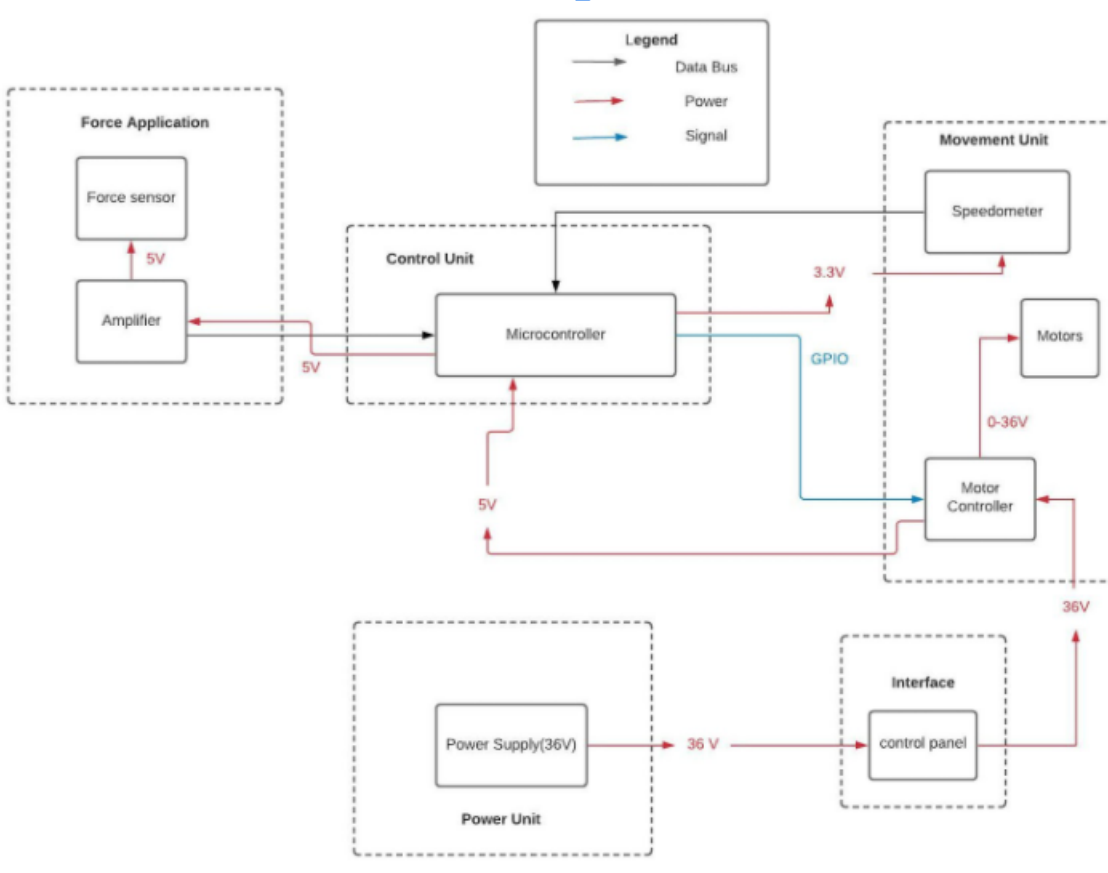 Legend
Data Bus
Power
Signal
Force Application
Force sensor
5V
Amplifier
5V
Control Unit
Microcontroller
Movement Unit
Speedometer
3.3V
Motors
GPIO
0-36V
Motor
Controller
5V
36V
Power Supply(36V)
36 V
Power Unit
Interface
control panel